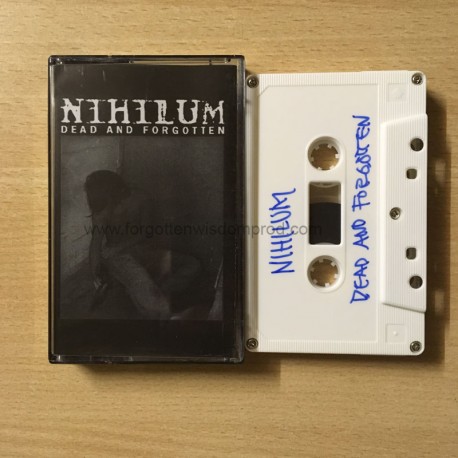 NIHILUM
DEAD AND FORGOTTEN
www.forgottenwisdomprod.com
NIHILUM
DEAD AND FORGOTTEN